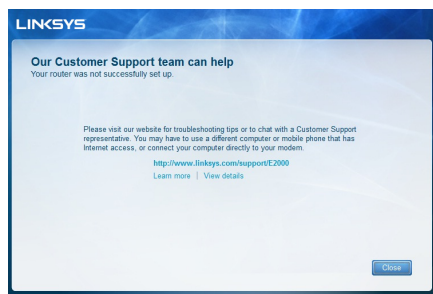 LINKSYS
Our Customer Support team can help
Your router was not successfully set up.
Please visit our website for troubleshooting tips or to chat with a Customer Support
representative. You may have to use a different computer or mobile phone that has
Internet access, or connect your computer directly to your modem.
http://www.linksys.com/support/E2000
Learn more | View details
Close